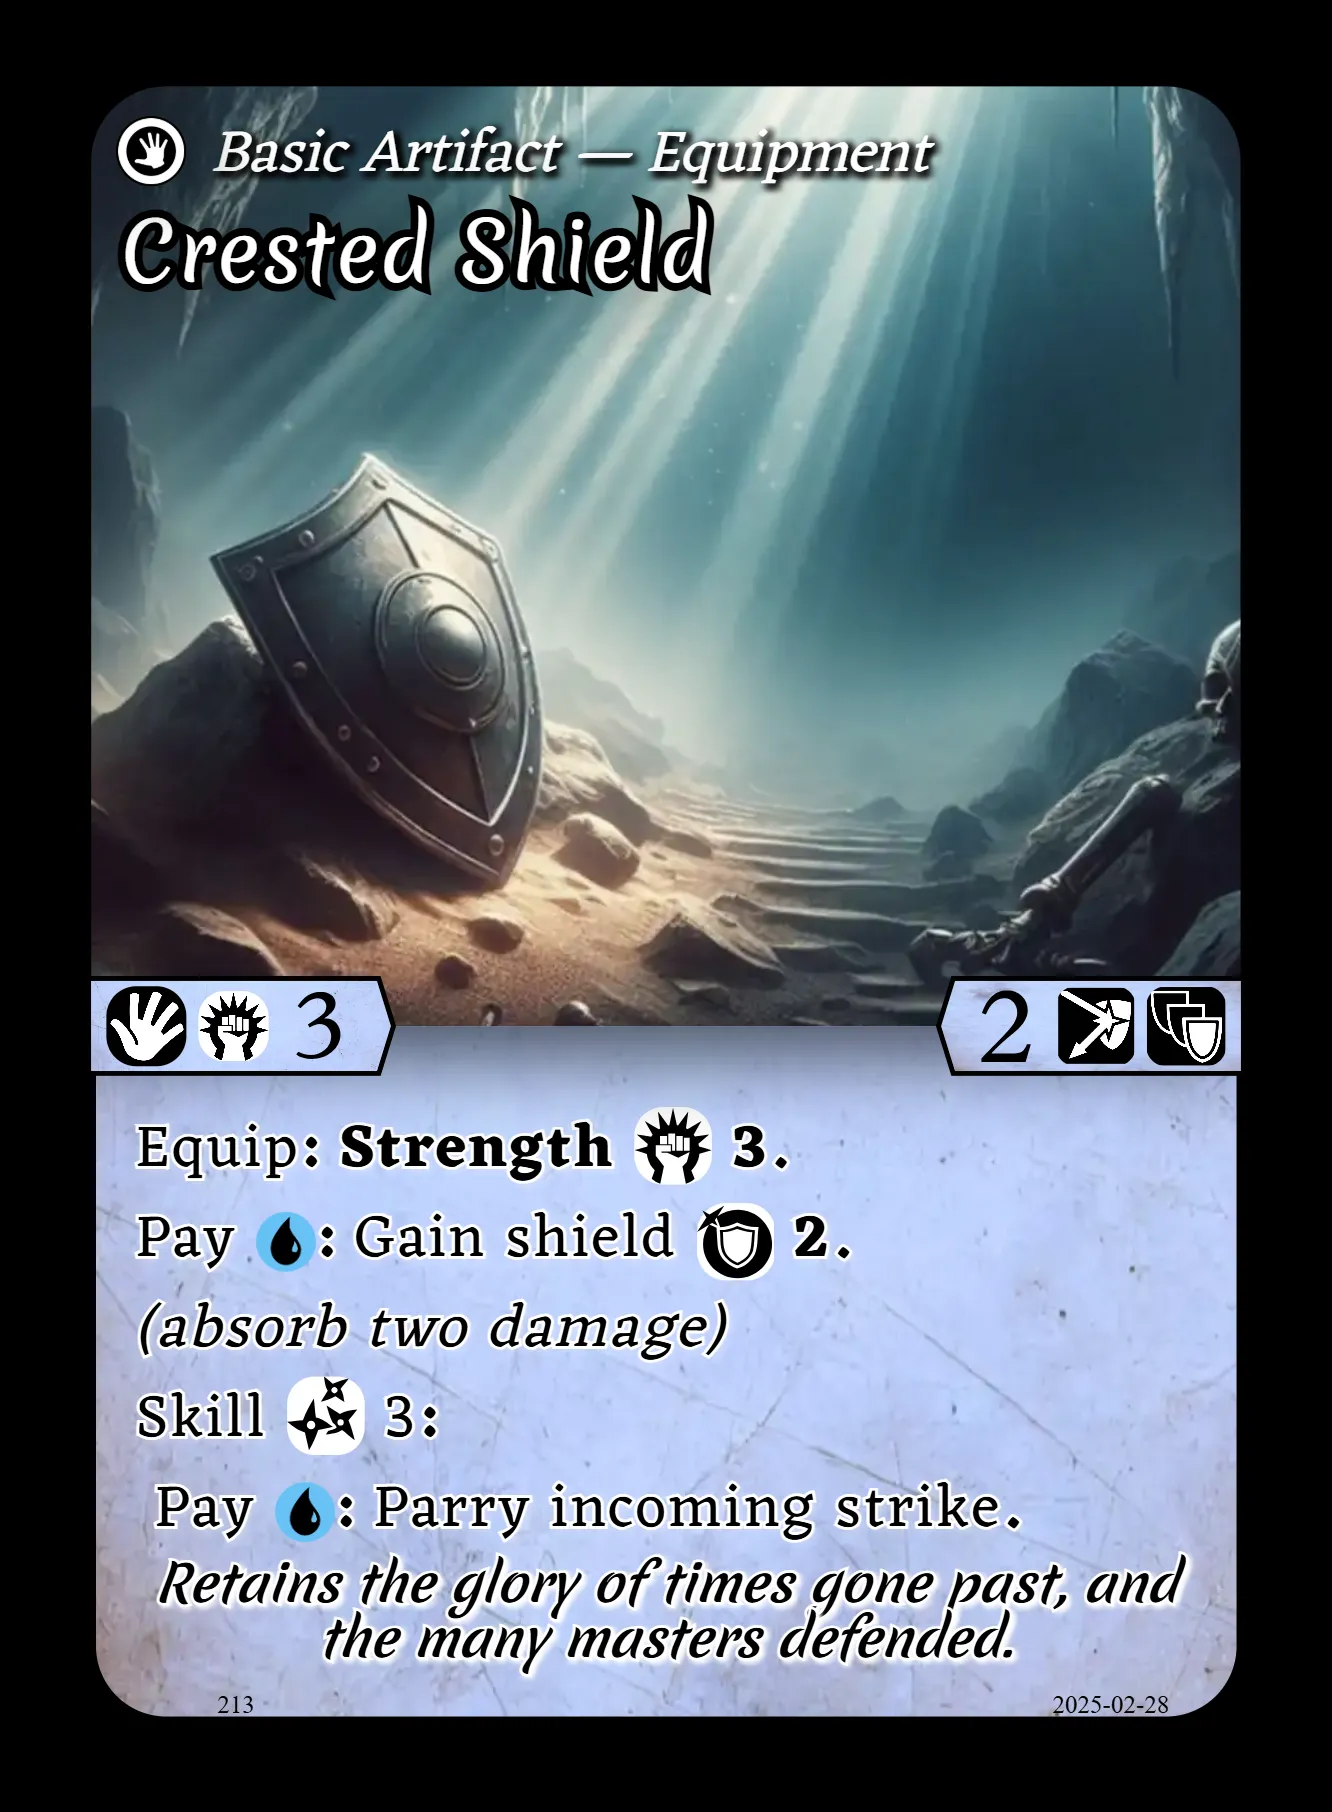 Basic Artifact — Equipment
Crested Shield
3
2
Equip: Strength 3.
Pay : Gain shield 2.
(absorb two damage)
Skill 3:
Pay : Parry incoming strike.
Retains the glory of times gone past, and
the many masters defended.
213
2025-02-28